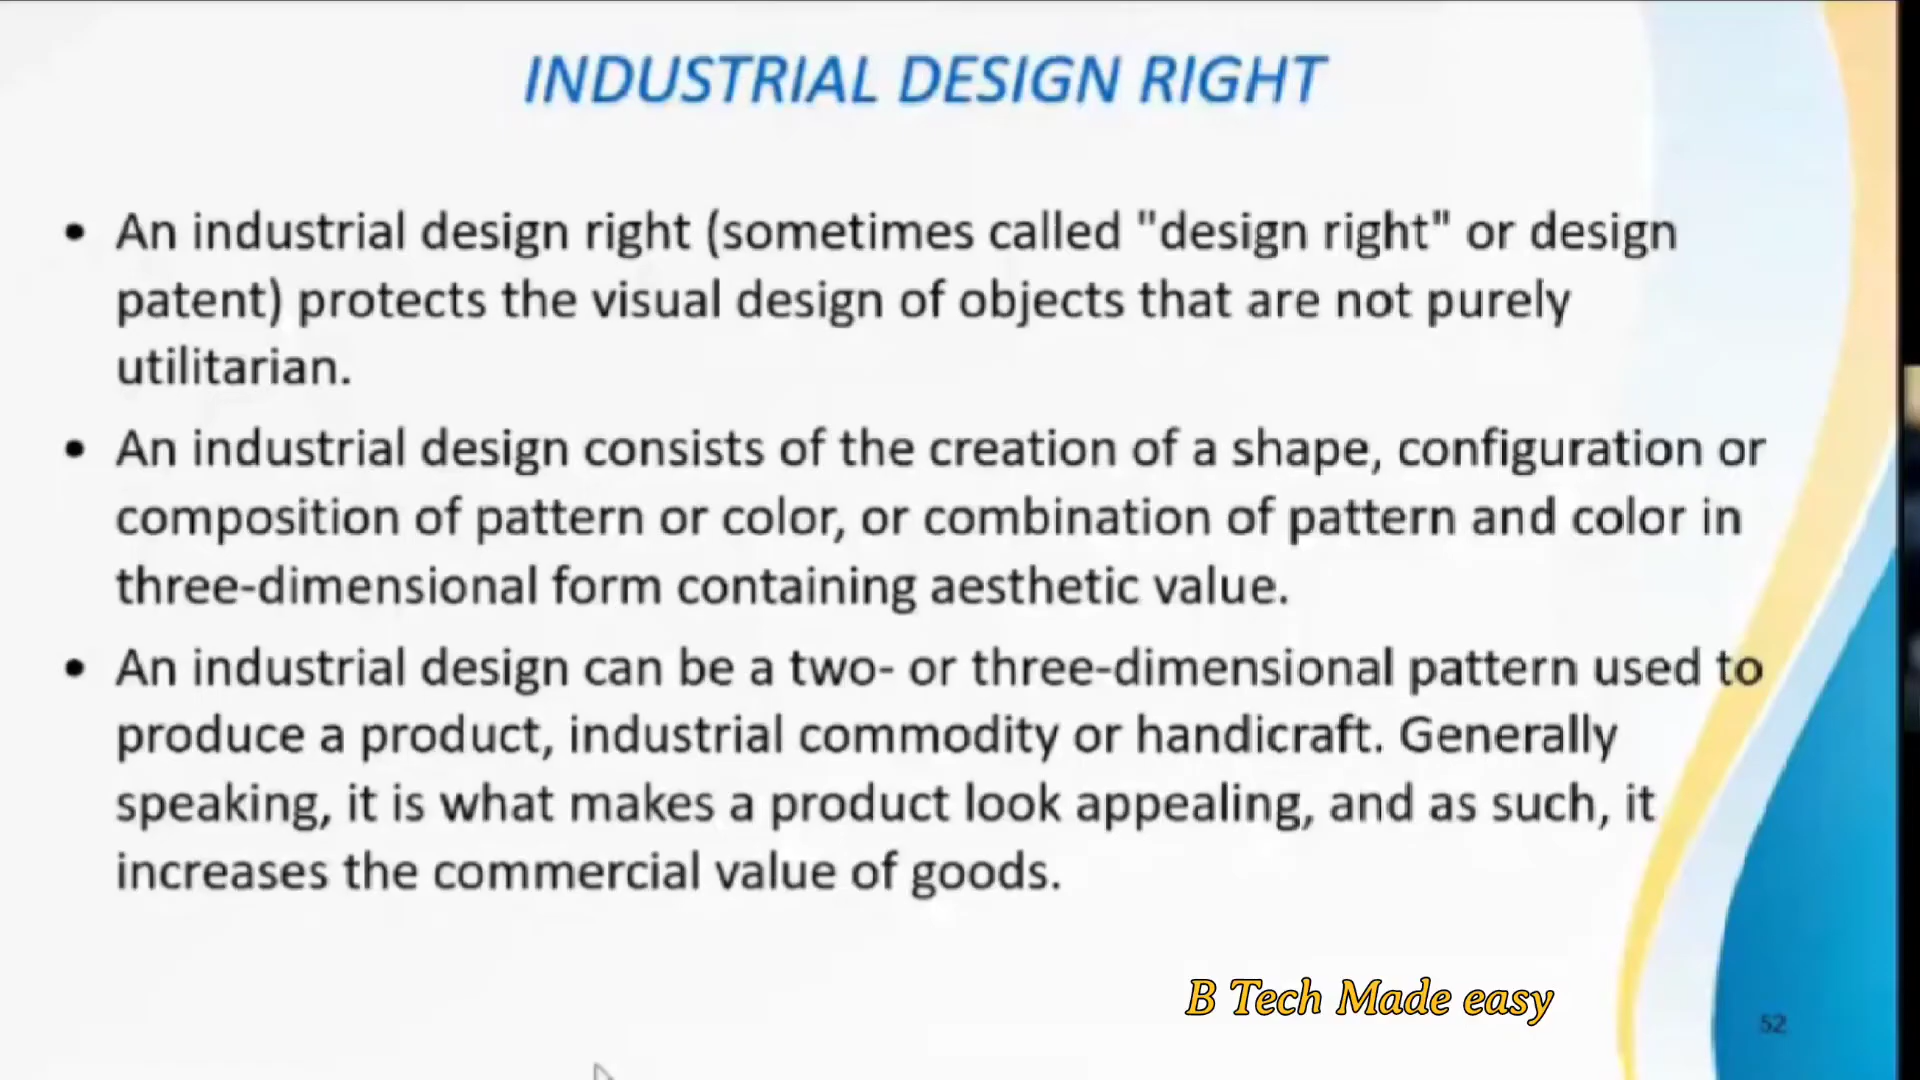 INDUSTRIAL DESIGN RIGHT
• An industrial design right (sometimes called "design right" or design
patent) protects the visual design of objects that are not purely
utilitarian.
• An industrial design consists of the creation of a shape, configuration or
composition of pattern or color, or combination of pattern and color in
three-dimensional form containing aesthetic value.
• An industrial design can be a two- or three-dimensional pattern used to
produce a product, industrial commodity or handicraft. Generally
speaking, it is what makes a product look appealing, and as such, it
increases the commercial value of goods.
B Tech Made easy
52